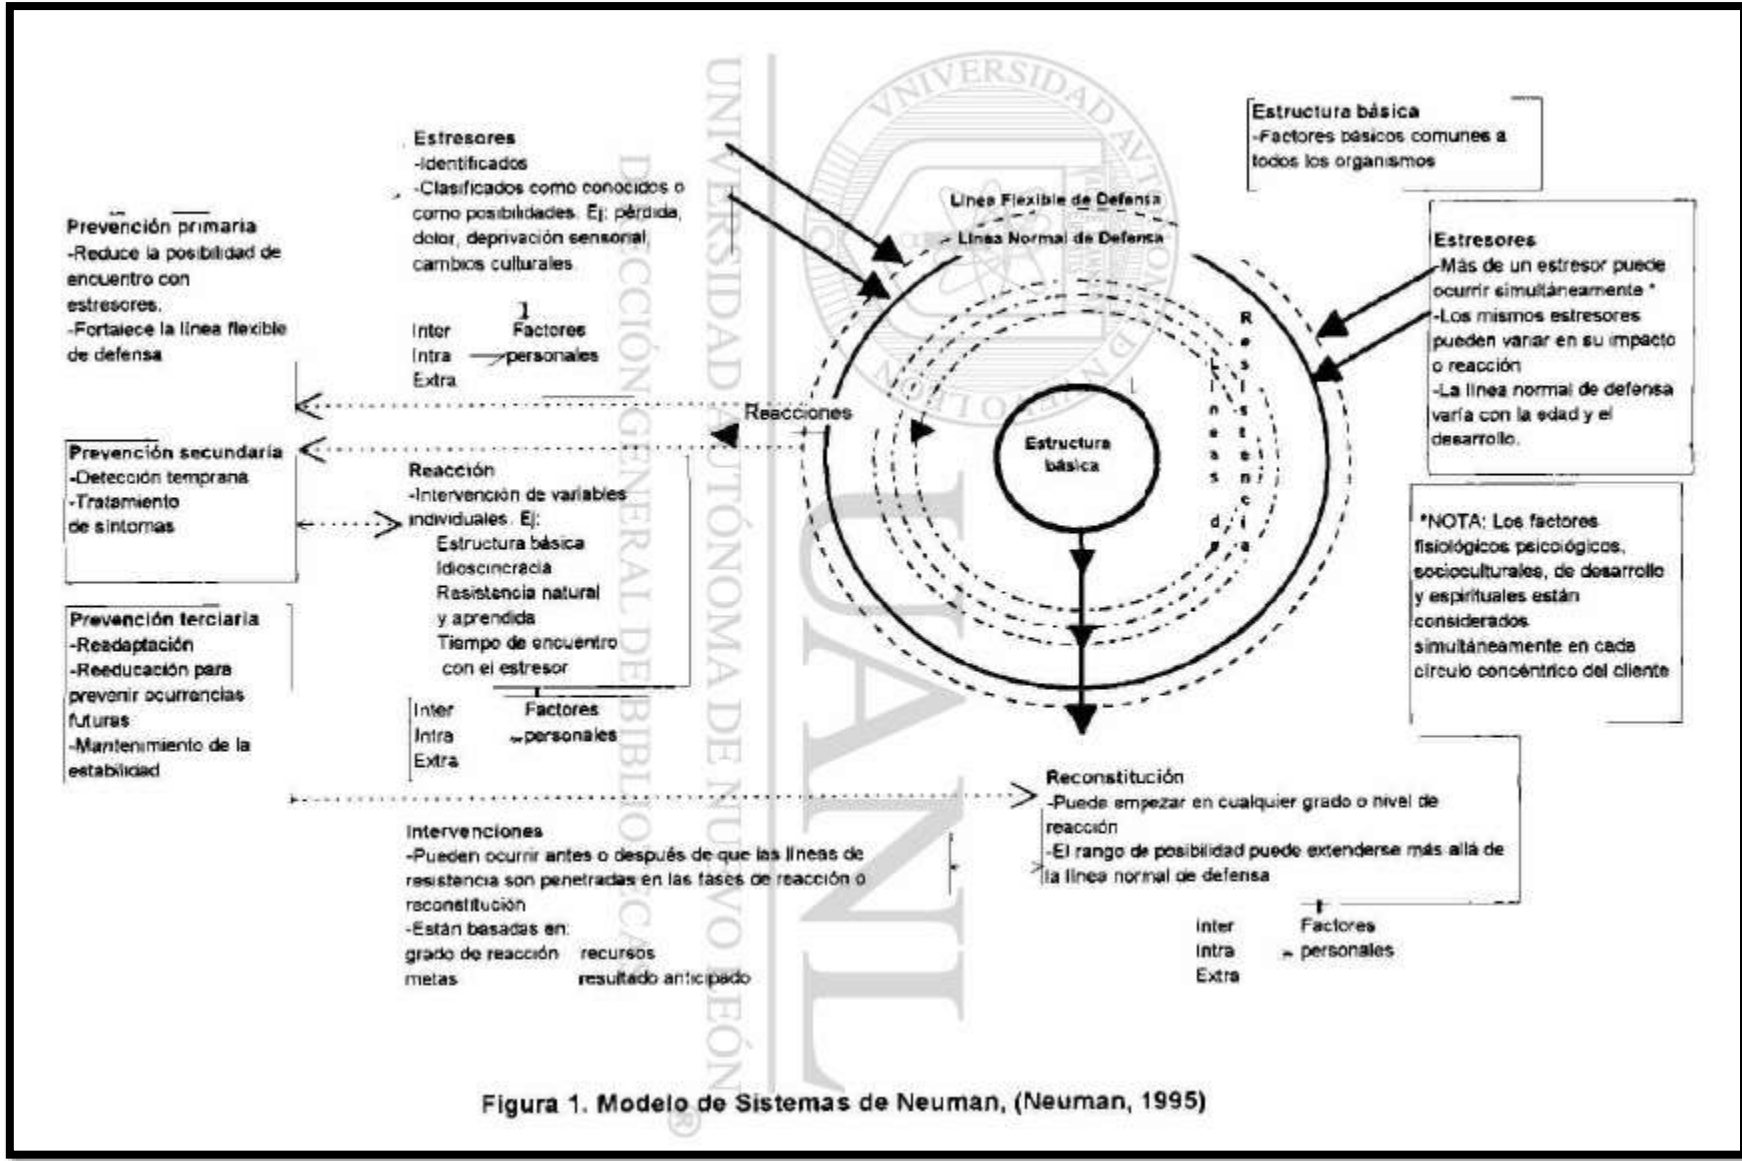 Estresores
-Identificados
-Clasificados como conocidos o
como posibilidades. Ej: pérdida,
dolor, deprivación sensorial,
cambios culturales.
Inter Factores
Intra personales
Extra
Prevención primaria
-Reduce la posibilidad de
encuentro con
estresores.
-Fortalece la línea flexible
de defensa
Prevención secundaria
-Detección temprana
-Tratamiento
de síntomas
Prevención terciaria
-Readaptación
-Reeducación para
prevenir ocurrencias
futuras
-Mantenimiento de la
estabilidad
Reacciones
Reacción
-Intervención de variables
individuales. Ej:
Estructura básica
Idioscincracia
Resistencia natural
y aprendida
Tiempo de encuentro
con el estresor
Inter Factores
Intra personales
Extra
Intervenciones
-Pueden ocurrir antes o después de que las líneas de
resistencia son penetradas en las fases de reacción o
reconstitución
-Están basadas en:
grado de reacción recursos
metas resultado anticipado
Línea Flexible de Defensa
Línea Normal de Defensa
Líneas de
Resistencia
Estructura
básica
Estructura básica
-Factores básicos comunes a
todos los organismos
Estresores
-Más de un estresor puede
ocurrir simultáneamente *
-Los mismos estresores
pueden variar en su impacto
o reacción
-La línea normal de defensa
varía con la edad y el
desarrollo.
*NOTA: Los factores
fisiológicos psicológicos,
socioculturales, de desarrollo
y espirituales están
considerados
simultáneamente en cada
círculo concéntrico del cliente
Reconstitución
-Puede empezar en cualquier grado o nivel de
reacción
-El rango de posibilidad puede extenderse más allá de
la línea normal de defensa
Inter Factores
Intra personales
Extra
Figura 1. Modelo de Sistemas de Neuman, (Neuman, 1995)
UNIVERSIDAD AUTÓNOMA DE NUEVO LEÓN
DIRECCIÓN GENERAL DE BIBLIOTECAS
UANL
®